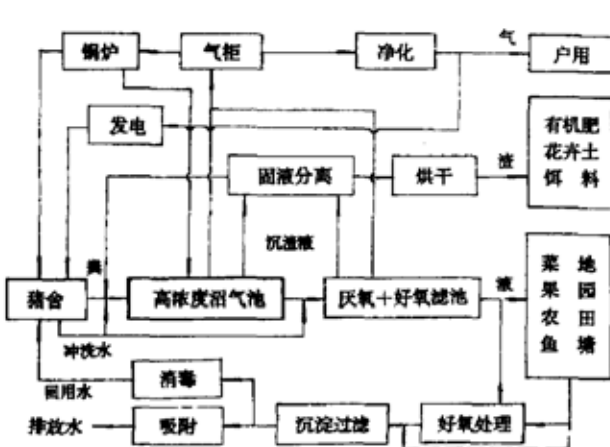 锅炉
气柜
净化
气
户用
发电
有机肥
花卉土
饵 料
固液分离
烘干
渣
粪
沉渣液
猪舍
高浓度沼气池
厌氧+好氧滤池
液
菜 地
果 园
农 田
鱼 塘
冲洗水
回用水
消毒
排放水
吸附
沉淀过滤
好氧处理